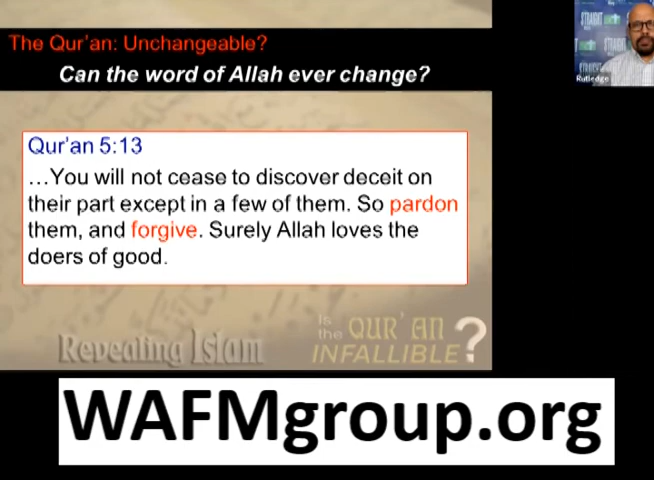 The Qur'an: Unchangeable?
Can the word of Allah ever change?
Qur'an 5:13
…You will not cease to discover deceit on
their part except in a few of them. So pardon
them, and forgive. Surely Allah loves the
doers of good.
Revealing Islam
Is
the QUR'AN
INFALLIBLE?
STRAIGHT
Rutledge
WAFMgroup.org